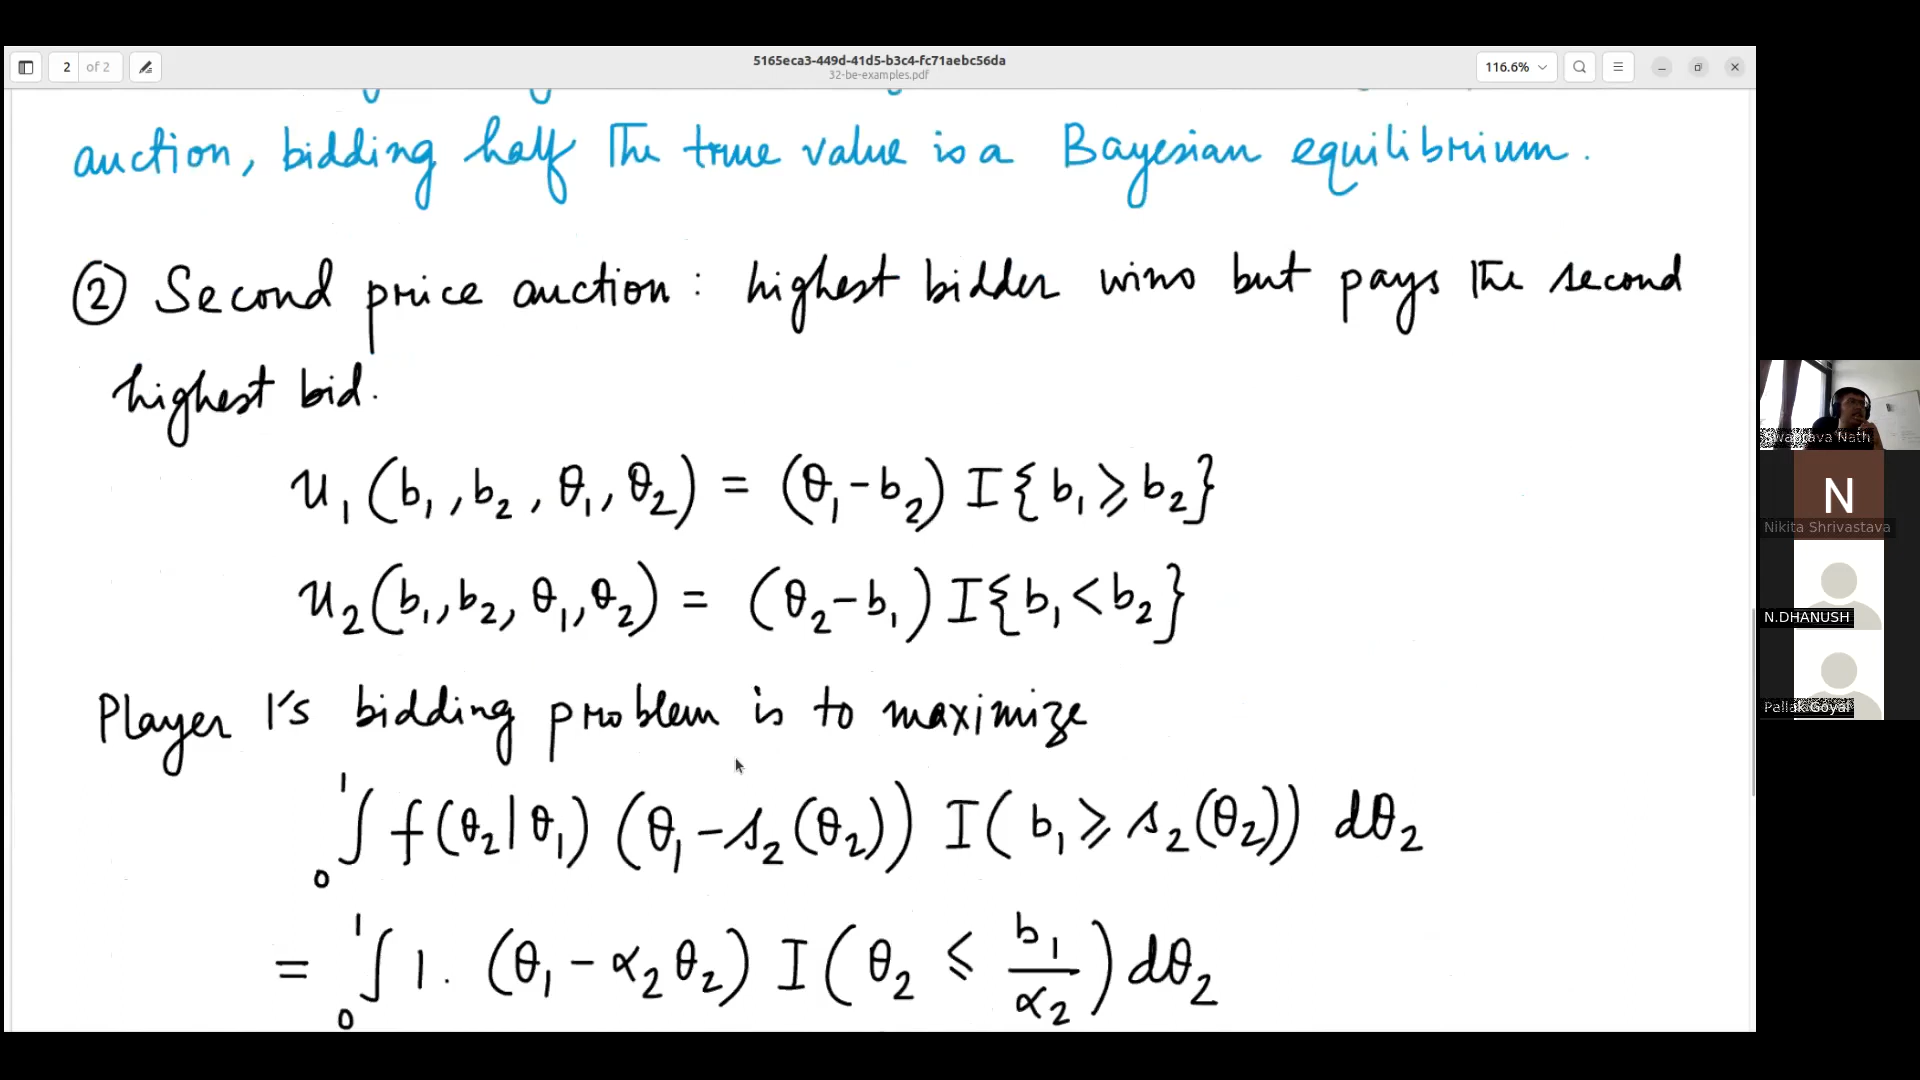 5165eca3-449d-41d5-b3c4-fc71aebc56da
32-be-examples.pdf
2 of 2
116.6%
auction, bidding half the true value is a Bayesian equilibrium.
② Second price auction : highest bidder wins but pays the second
highest bid.
u₁(b₁, b₂, θ₁, θ₂) = (θ₁ - b₂) I{b₁ ⩾ b₂}
u₂(b₁, b₂, θ₁, θ₂) = (θ₂ - b₁) I{b₁ < b₂}
Player 1's bidding problem is to maximize
∫₀¹ f(θ₂|θ₁) (θ₁ - s₂(θ₂)) I(b₁ ⩾ s₂(θ₂)) dθ₂
= ∫₀¹ 1. (θ₁ - α₂θ₂) I(θ₂ ⩽ b₁/α₂) dθ₂
Swaprava Nath
N
Nikita Shrivastava
N.DHANUSH
Pallak Goyal